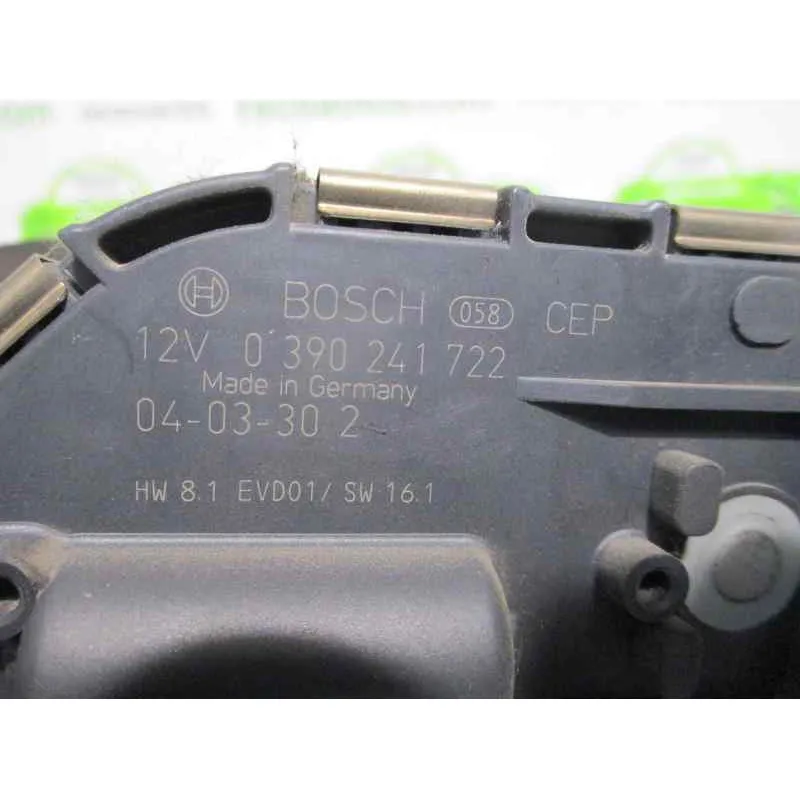 BOSCH 058 CEP
12V 0 390 241 722
Made in Germany
04-03-30 2
HW 8.1 EVD01/ SW 16.1